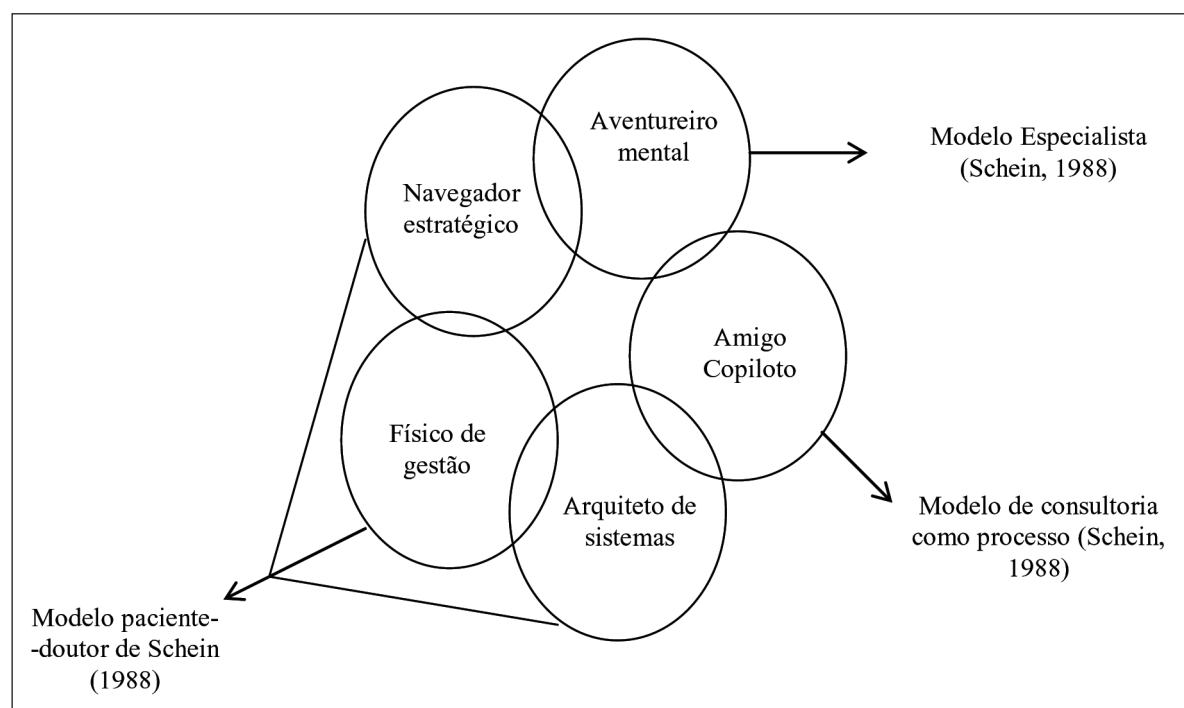 Aventureiro
mental
Modelo Especialista
(Schein, 1988)
Navegador
estratégico
Amigo
Copiloto
Físico de
gestão
Arquiteto de
sistemas
Modelo de consultoria
como processo (Schein,
1988)
Modelo paciente-
-doutor de Schein
(1988)